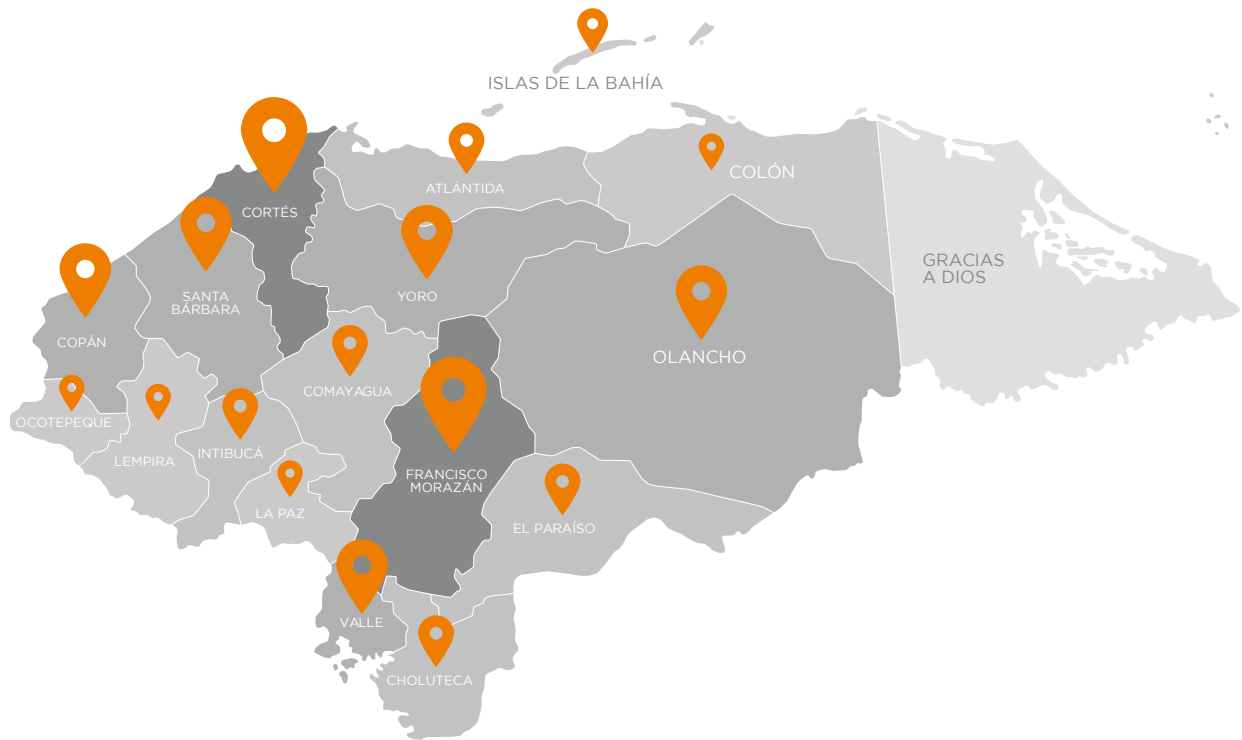 ISLAS DE LA BAHÍA
COLÓN
ATLÁNTIDA
CORTÉS
GRACIAS
A DIOS
SANTA
BÁRBARA
YORO
COPÁN
OLANCHO
COMAYAGUA
OCOTEPEQUE
LEMPIRA
INTIBUCÁ
FRANCISCO
MORAZÁN
LA PAZ
EL PARAÍSO
VALLE
CHOLUTECA